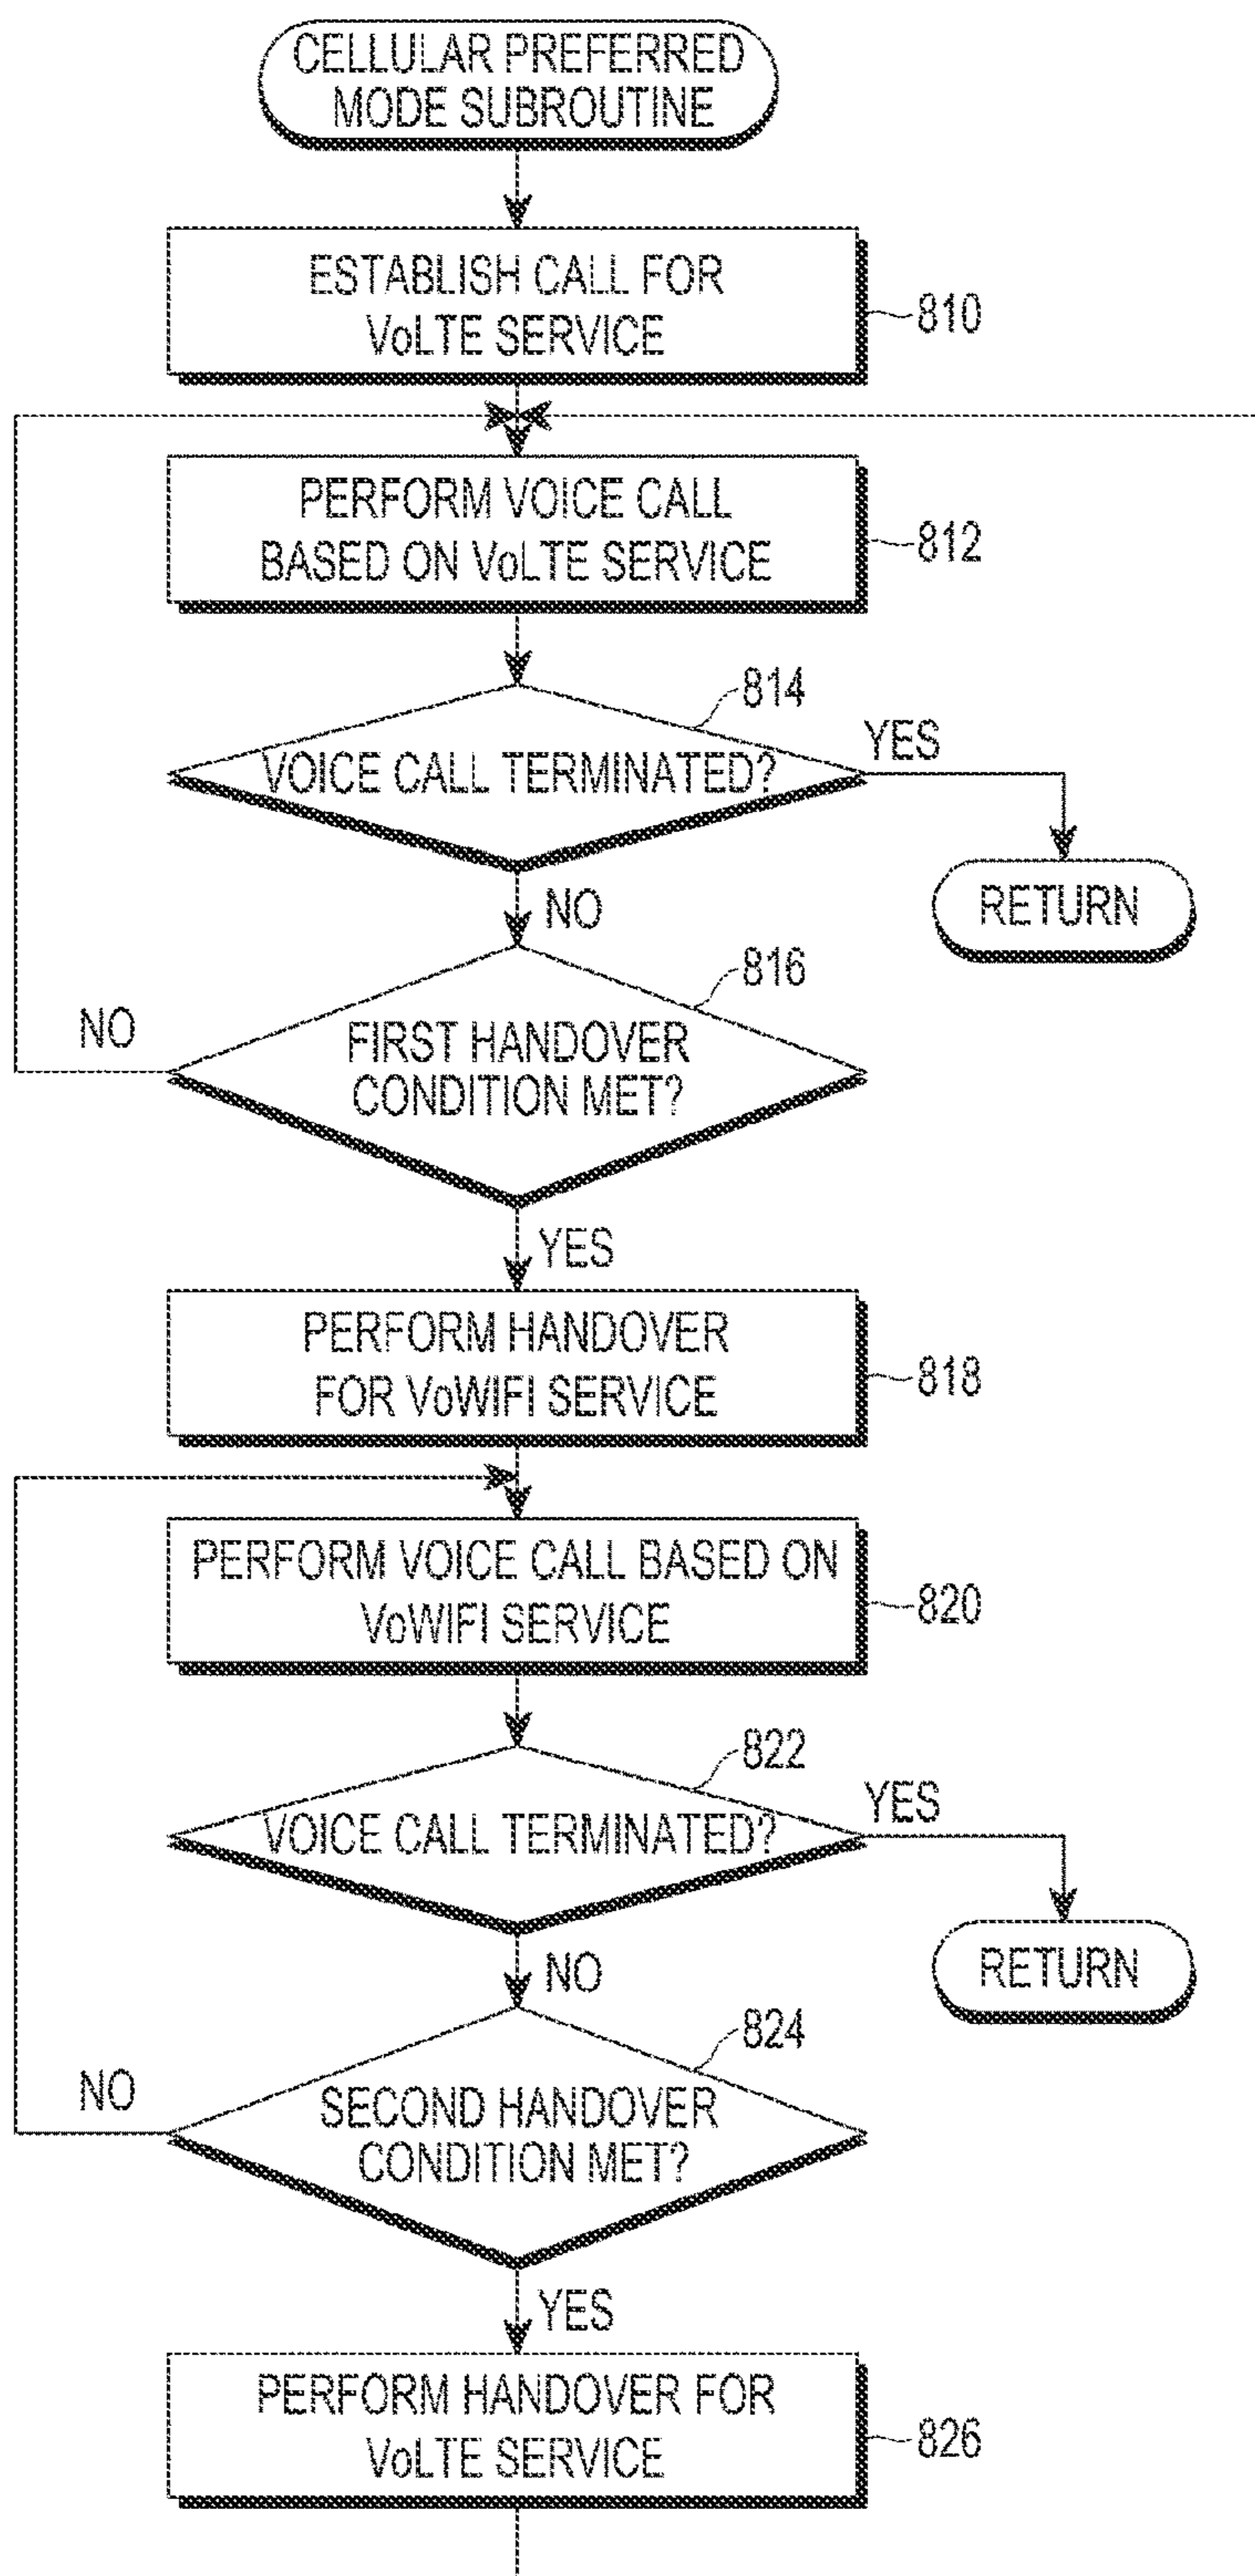 CELLULAR PREFERRED
MODE SUBROUTINE
ESTABLISH CALL FOR
VoLTE SERVICE
810
PERFORM VOICE CALL
BASED ON VoLTE SERVICE
812
814
VOICE CALL TERMINATED?
YES
RETURN
NO
816
NO
FIRST HANDOVER
CONDITION MET?
YES
PERFORM HANDOVER
FOR VoWIFI SERVICE
818
PERFORM VOICE CALL BASED ON
VoWIFI SERVICE
820
822
VOICE CALL TERMINATED?
YES
RETURN
NO
824
NO
SECOND HANDOVER
CONDITION MET?
YES
PERFORM HANDOVER FOR
VoLTE SERVICE
826